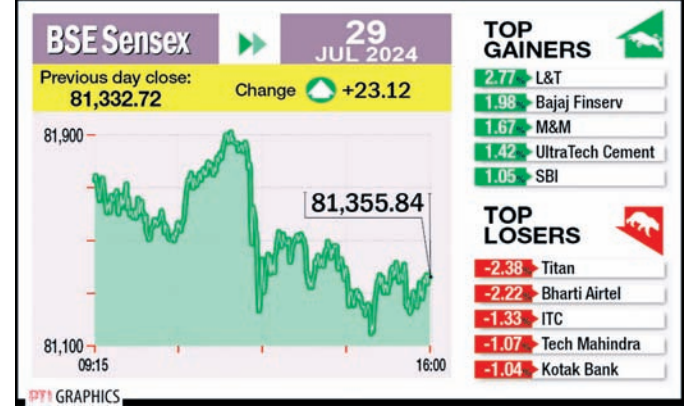 BSE Sensex
29
JUL 2024
Previous day close:
81,332.72
Change +23.12
81,900
81,355.84
81,100
09:15 16:00
TOP
GAINERS
2.77% L&T
1.98% Bajaj Finserv
1.67% M&M
1.42% UltraTech Cement
1.05% SBI
TOP
LOSERS
-2.38% Titan
-2.22% Bharti Airtel
-1.33% ITC
-1.07% Tech Mahindra
-1.04% Kotak Bank
PTI GRAPHICS